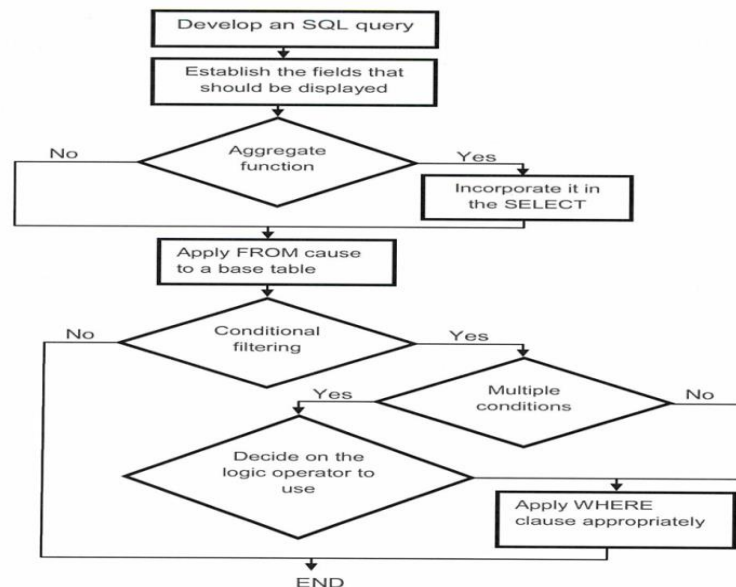 Develop an SQL query
Establish the fields that
should be displayed
Aggregate
function
No
Yes
Incorporate it in
the SELECT
Apply FROM cause
to a base table
Conditional
filtering
No
Yes
Multiple
conditions
Yes
No
Decide on the
logic operator to
use
Apply WHERE
clause appropriately
END